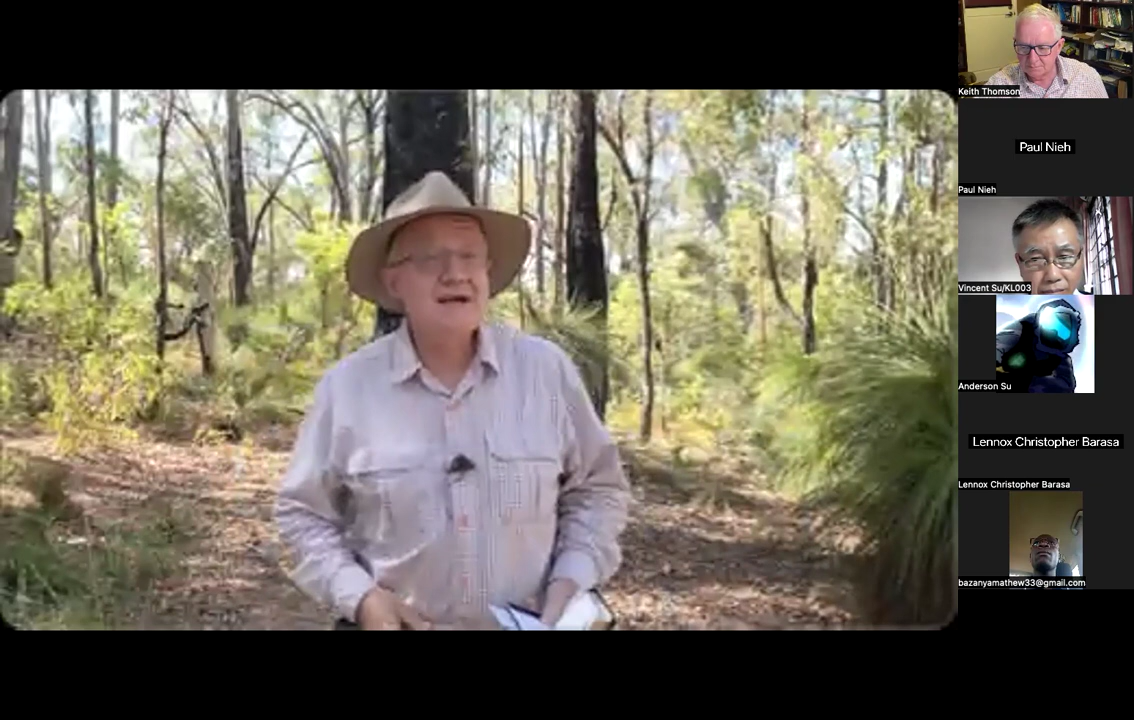 Keith Thomson
Paul Nieh
Paul Nieh
Vincent Su/KL003
Anderson Su
Lennox Christopher Barasa
Lennox Christopher Barasa
bazanyamathew33@gmail.com